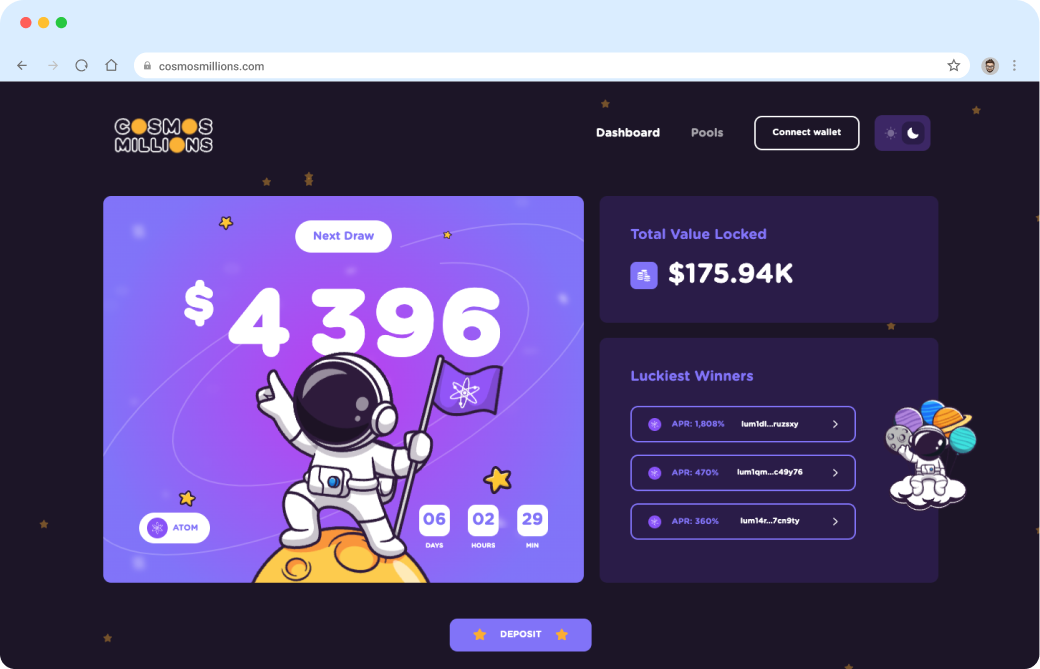 cosmosmillions.com
COSMOS
MILLIONS
Dashboard
Pools
Connect wallet
Next Draw
$4 396
ATOM
06
02
29
DAYS
HOURS
MIN
Total Value Locked
$175.94K
Luckiest Winners
APR: 1,808% lum1dl...ruzsxy
APR: 470% lum1qm...c49y76
APR: 360% lum14r...7cn9ty
DEPOSIT